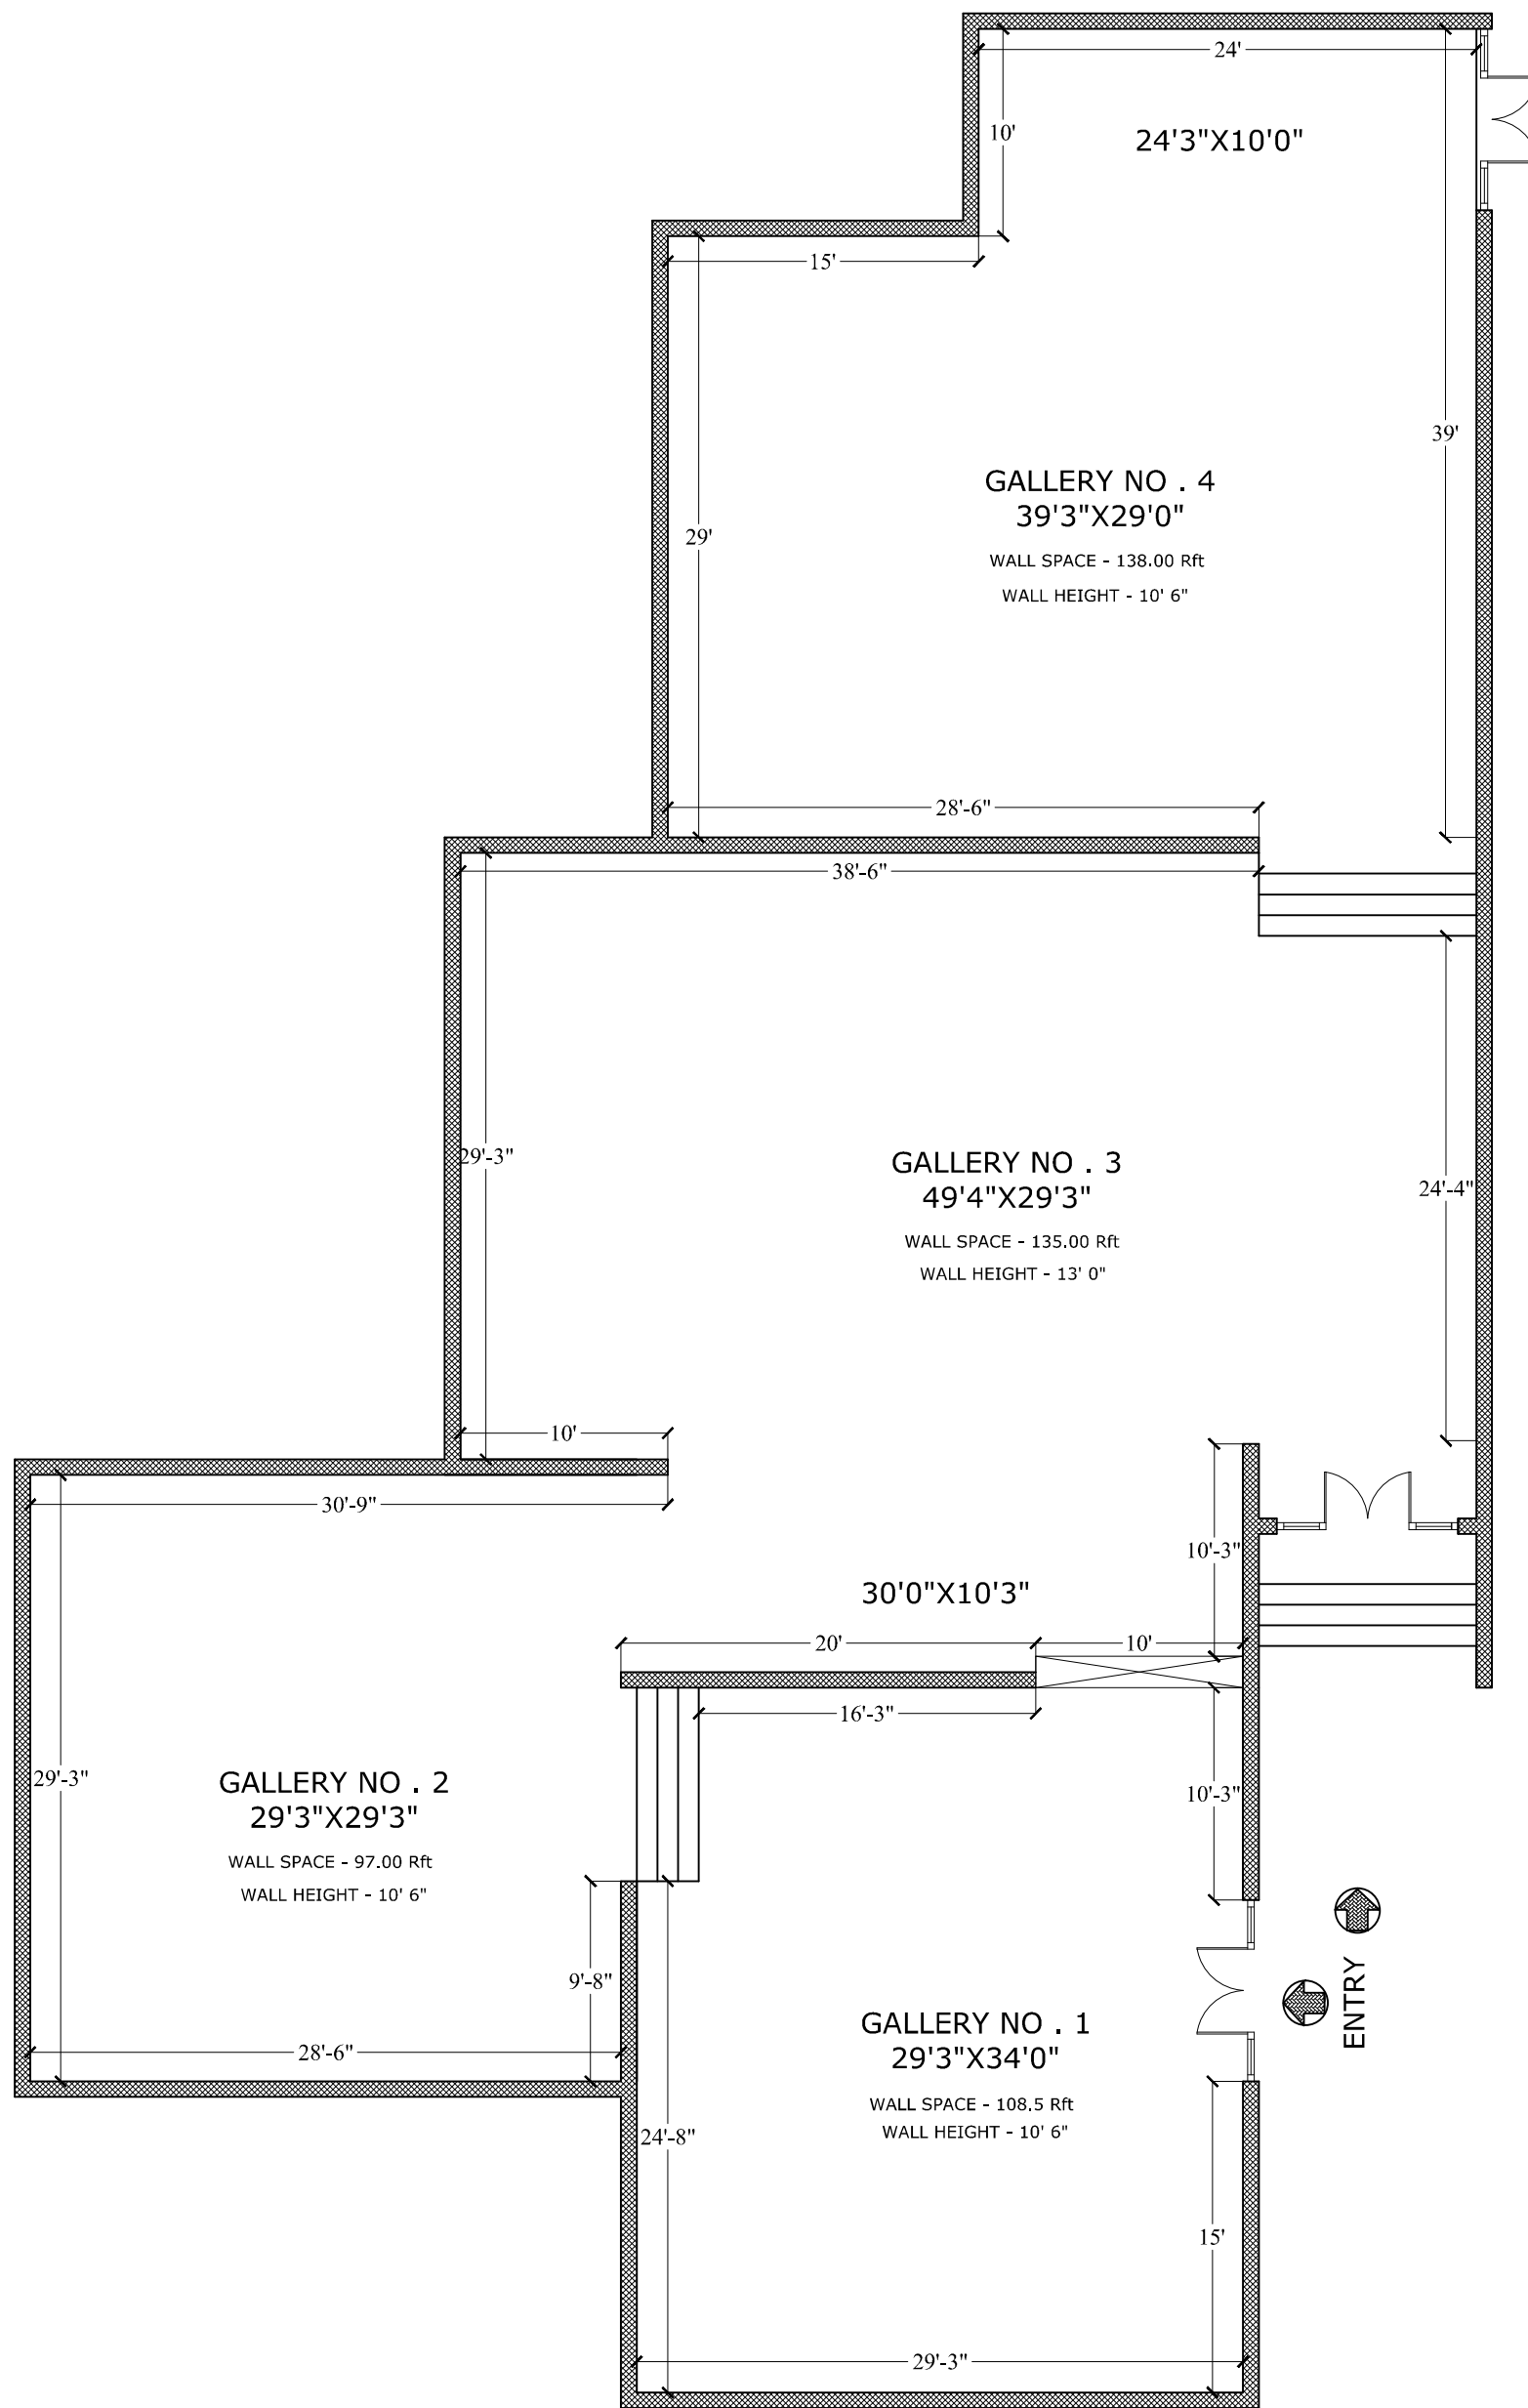 24'
10'
24'3"X10'0"
15'
39'
GALLERY NO . 4
39'3"X29'0"
29'
WALL SPACE - 138.00 Rft
WALL HEIGHT - 10' 6"
28'-6"
38'-6"
29'-3"
GALLERY NO . 3
49'4"X29'3"
24'-4"
WALL SPACE - 135.00 Rft
WALL HEIGHT - 13' 0"
10'
30'-9"
10'-3"
30'0"X10'3"
20'
10'
16'-3"
29'-3"
GALLERY NO . 2
29'3"X29'3"
10'-3"
WALL SPACE - 97.00 Rft
WALL HEIGHT - 10' 6"
9'-8"
ENTRY
28'-6"
GALLERY NO . 1
29'3"X34'0"
WALL SPACE - 108.5 Rft
WALL HEIGHT - 10' 6"
24'-8"
15'
29'-3"